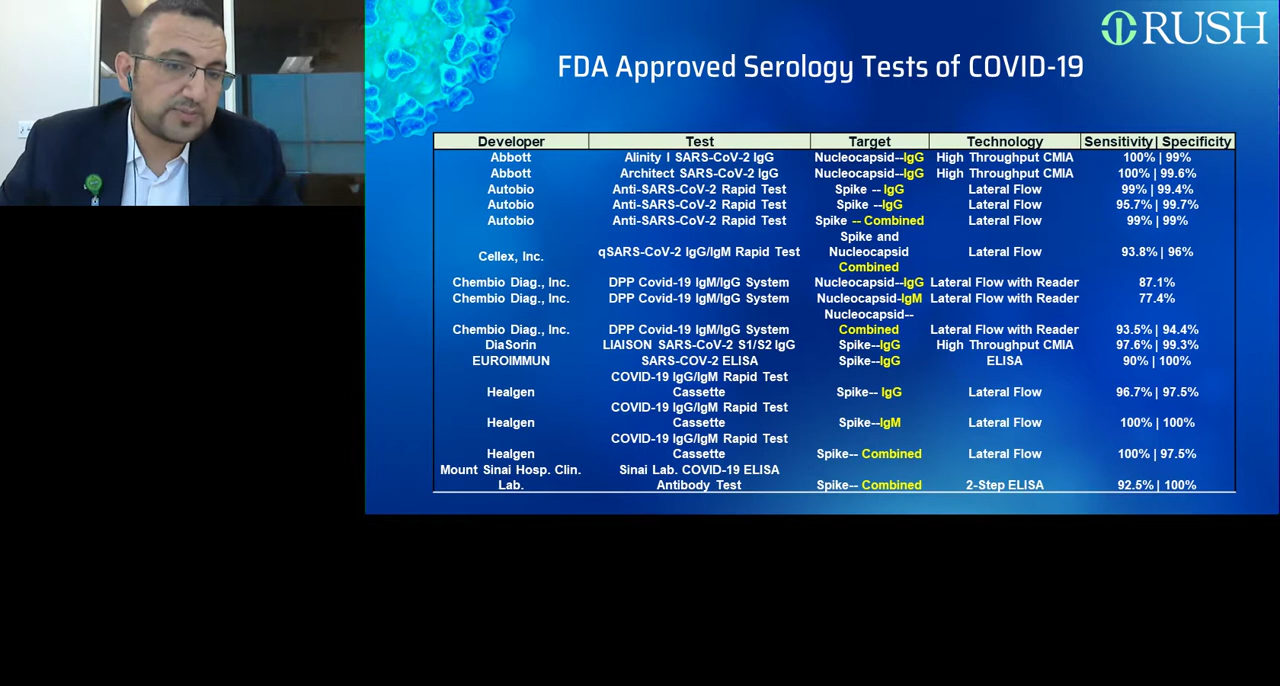 RUSH
FDA Approved Serology Tests of COVID-19
Developer Test Target Technology Sensitivity| Specificity
Abbott Alinity I SARS-CoV-2 IgG Nucleocapsid--IgG High Throughput CMIA 100% | 99%
Abbott Architect SARS-CoV-2 IgG Nucleocapsid--IgG High Throughput CMIA 100% | 99.6%
Autobio Anti-SARS-CoV-2 Rapid Test Spike -- IgG Lateral Flow 99% | 99.4%
Autobio Anti-SARS-CoV-2 Rapid Test Spike --IgG Lateral Flow 95.7% | 99.7%
Autobio Anti-SARS-CoV-2 Rapid Test Spike -- Combined Lateral Flow 99% | 99%
Spike and
Cellex, Inc. qSARS-CoV-2 IgG/IgM Rapid Test Nucleocapsid Lateral Flow 93.8% | 96%
Combined
Chembio Diag., Inc. DPP Covid-19 IgM/IgG System Nucleocapsid--IgG Lateral Flow with Reader 87.1%
Chembio Diag., Inc. DPP Covid-19 IgM/IgG System Nucleocapsid-IgM Lateral Flow with Reader 77.4%
Nucleocapsid--
Chembio Diag., Inc. DPP Covid-19 IgM/IgG System Combined Lateral Flow with Reader 93.5% | 94.4%
DiaSorin LIAISON SARS-CoV-2 S1/S2 IgG Spike--IgG High Throughput CMIA 97.6% | 99.3%
EUROIMMUN SARS-COV-2 ELISA Spike--IgG ELISA 90% | 100%
COVID-19 IgG/IgM Rapid Test
Healgen Cassette Spike-- IgG Lateral Flow 96.7% | 97.5%
COVID-19 IgG/IgM Rapid Test
Healgen Cassette Spike--IgM Lateral Flow 100% | 100%
COVID-19 IgG/IgM Rapid Test
Healgen Cassette Spike-- Combined Lateral Flow 100% | 97.5%
Mount Sinai Hosp. Clin. Sinai Lab. COVID-19 ELISA
Lab. Antibody Test Spike-- Combined 2-Step ELISA 92.5% | 100%